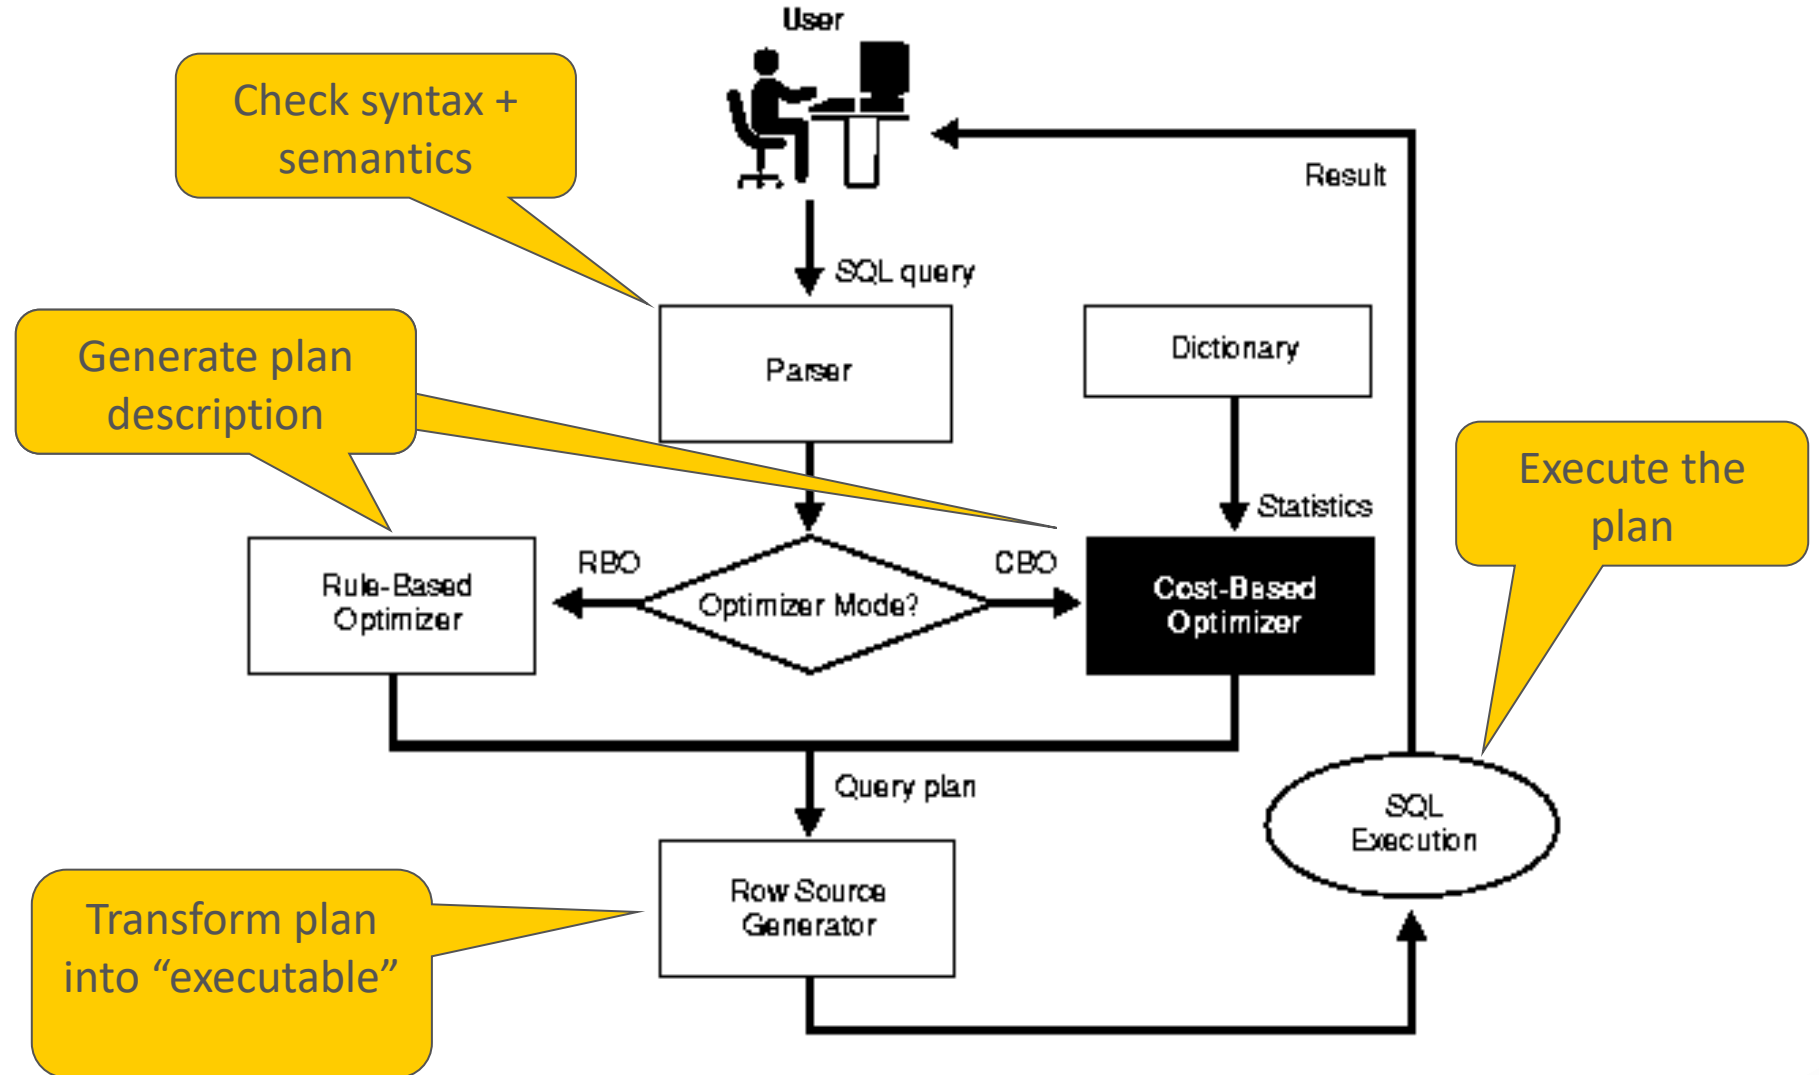 User
Check syntax +
semantics
Result
SQL query
Generate plan
description
Parser
Dictionary
Execute the
plan
Statistics
RBO
CBO
Rule-Based
Optimizer
Optimizer Mode?
Cost-Based
Optimizer
Query plan
SQL
Execution
Row Source
Generator
Transform plan
into “executable”